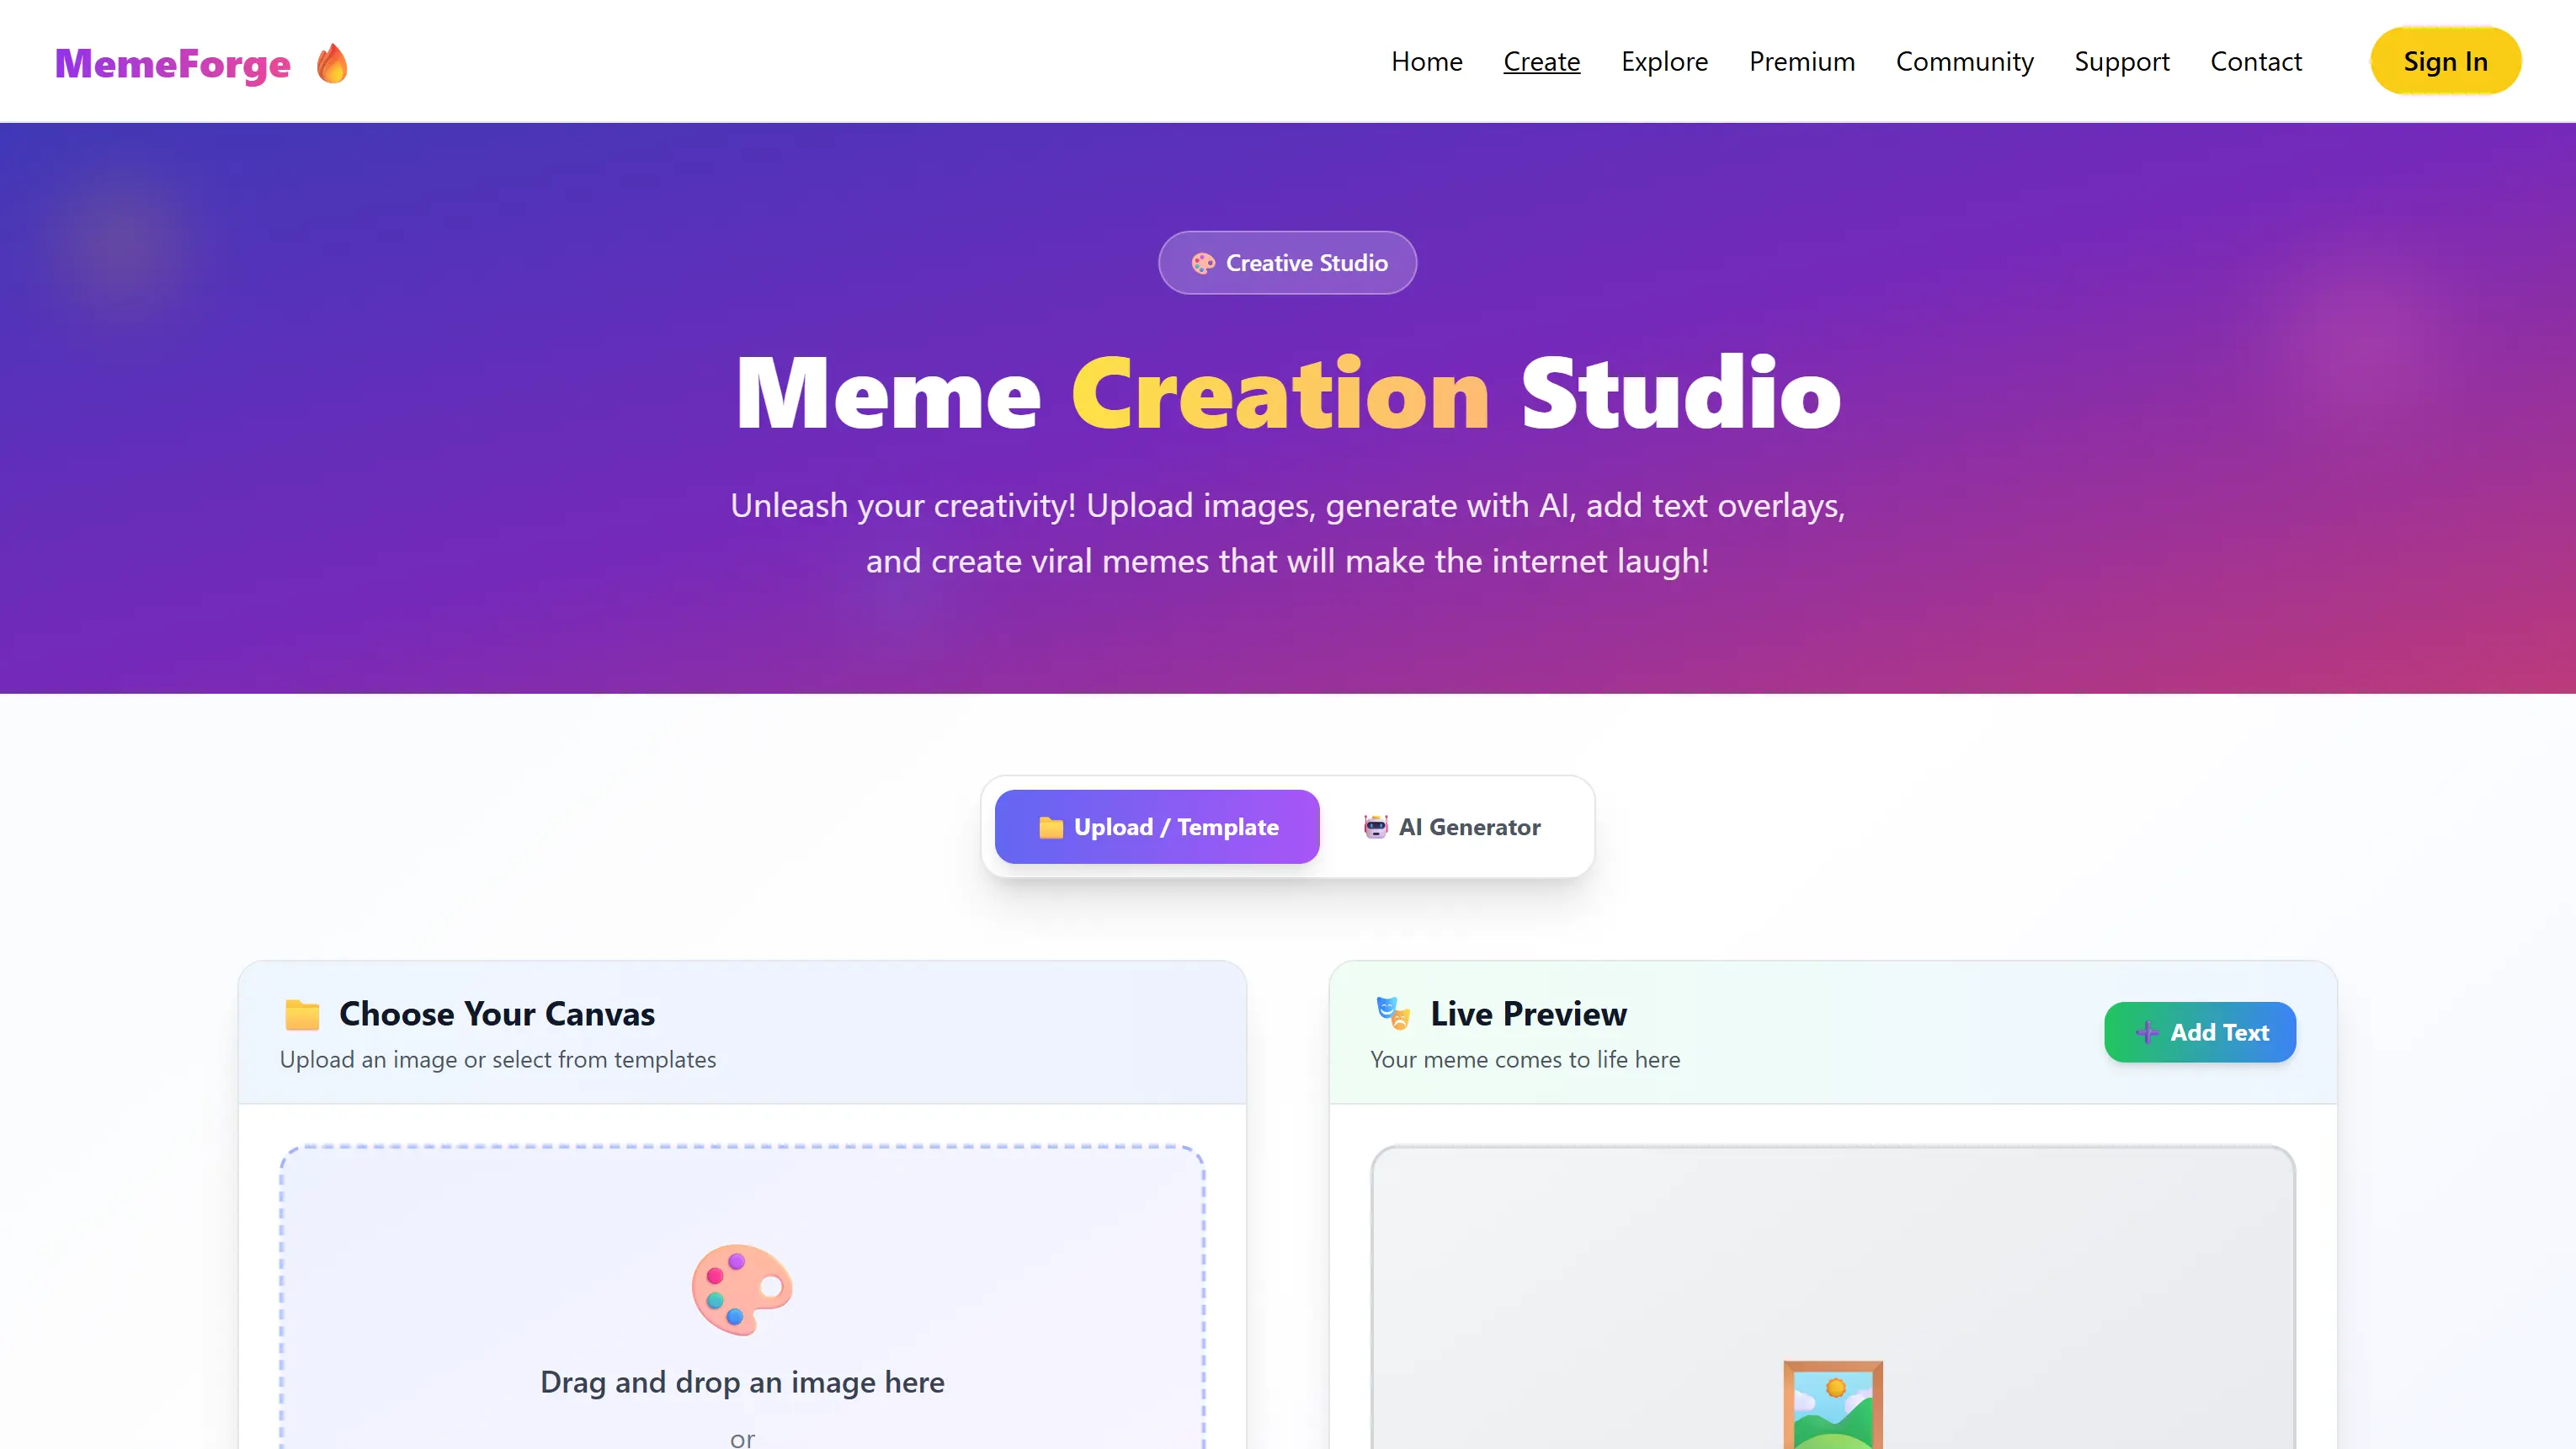 MemeForge
Home Create Explore Premium Community Support Contact Sign In
Creative Studio
Meme Creation Studio
Unleash your creativity! Upload images, generate with AI, add text overlays,
and create viral memes that will make the internet laugh!
Upload / Template AI Generator
Choose Your Canvas
Upload an image or select from templates
Live Preview
Your meme comes to life here
Add Text
Drag and drop an image here
or